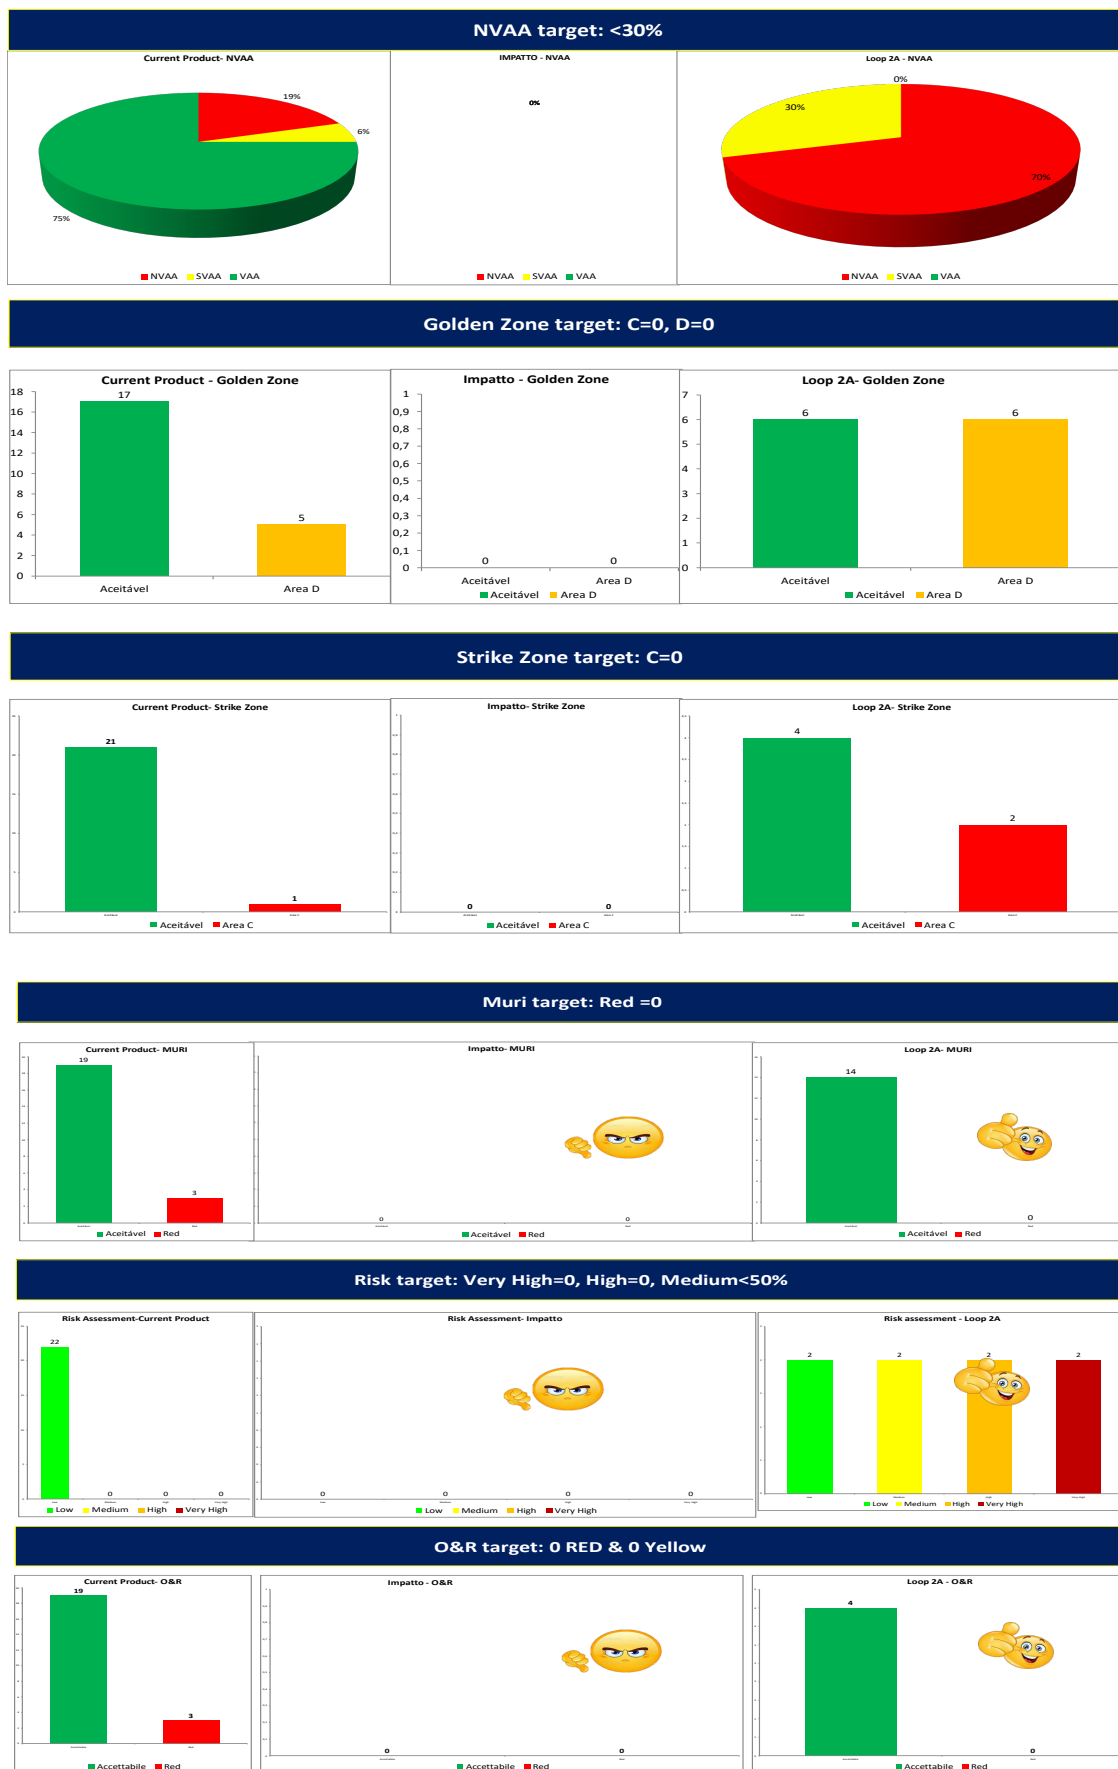 NVAA target: <30%
Current Product- NVAA
19%
6%
75%
NVAA SVAA VAA
IMPATTO - NVAA
0%
NVAA SVAA VAA
Loop 2A - NVAA
0%
30%
70%
NVAA SVAA VAA
Golden Zone target: C=0, D=0
Current Product - Golden Zone
18
16
14
12
10
8
6
4
2
0
17
5
Aceitável Area D
Impatto - Golden Zone
1
0,9
0,8
0,7
0,6
0,5
0,4
0,3
0,2
0,1
0
0 0
Aceitável Area D
Aceitável Area D
Loop 2A- Golden Zone
7
6
5
4
3
2
1
0
6 6
Aceitável Area D
Aceitável Area D
Strike Zone target: C=0
Current Product- Strike Zone
21
1
Aceitável Area C
Impatto- Strike Zone
0 0
Aceitável Area C
Loop 2A- Strike Zone
4
2
Aceitável Area C
Muri target: Red =0
Current Product- MURI
19
3
Aceitável Red
Impatto- MURI
0 0
Aceitável Red
Loop 2A- MURI
14
0
Aceitável Red
Risk target: Very High=0, High=0, Medium<50%
Risk Assessment-Current Product
22
0 0 0
Low Medium High Very High
Risk Assessment- Impatto
0 0 0 0
Low Medium High Very High
Risk assessment - Loop 2A
2 2 2 2
Low Medium High Very High
O&R target: 0 RED & 0 Yellow
Current Product- O&R
19
3
Accettabile Red
Impatto - O&R
0 0
Accettabile Red
Loop 2A - O&R
4
0
Accettabile Red